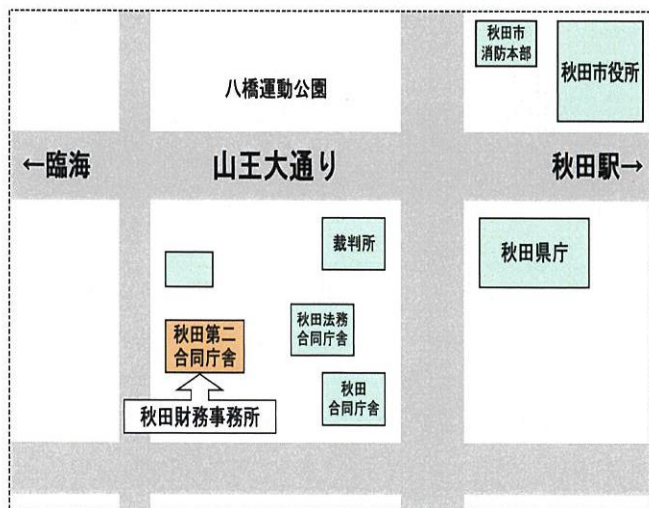 秋田市
消防本部
秋田市役所
八橋運動公園
←臨海
山王大通り
秋田駅→
裁判所
秋田県庁
秋田法務
合同庁舎
秋田第二
合同庁舎
秋田
合同庁舎
秋田財務事務所